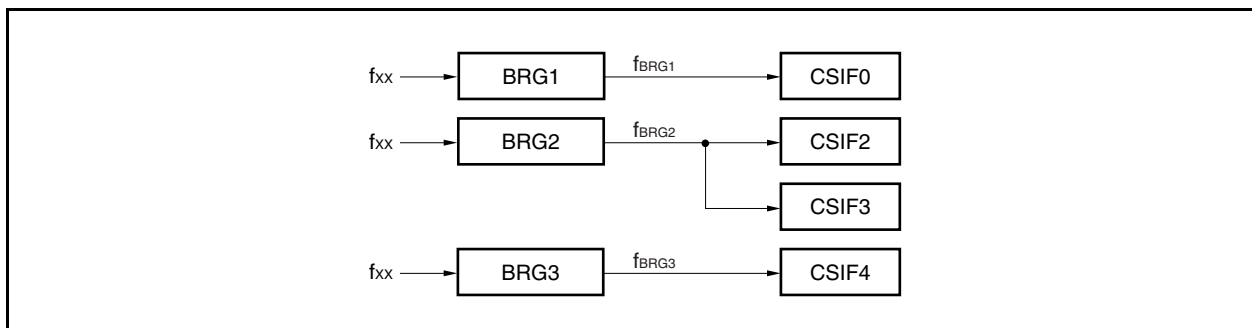 fxx BRG1 fBRG1 CSIF0
fxx BRG2 fBRG2 CSIF2
CSIF3
fxx BRG3 fBRG3 CSIF4